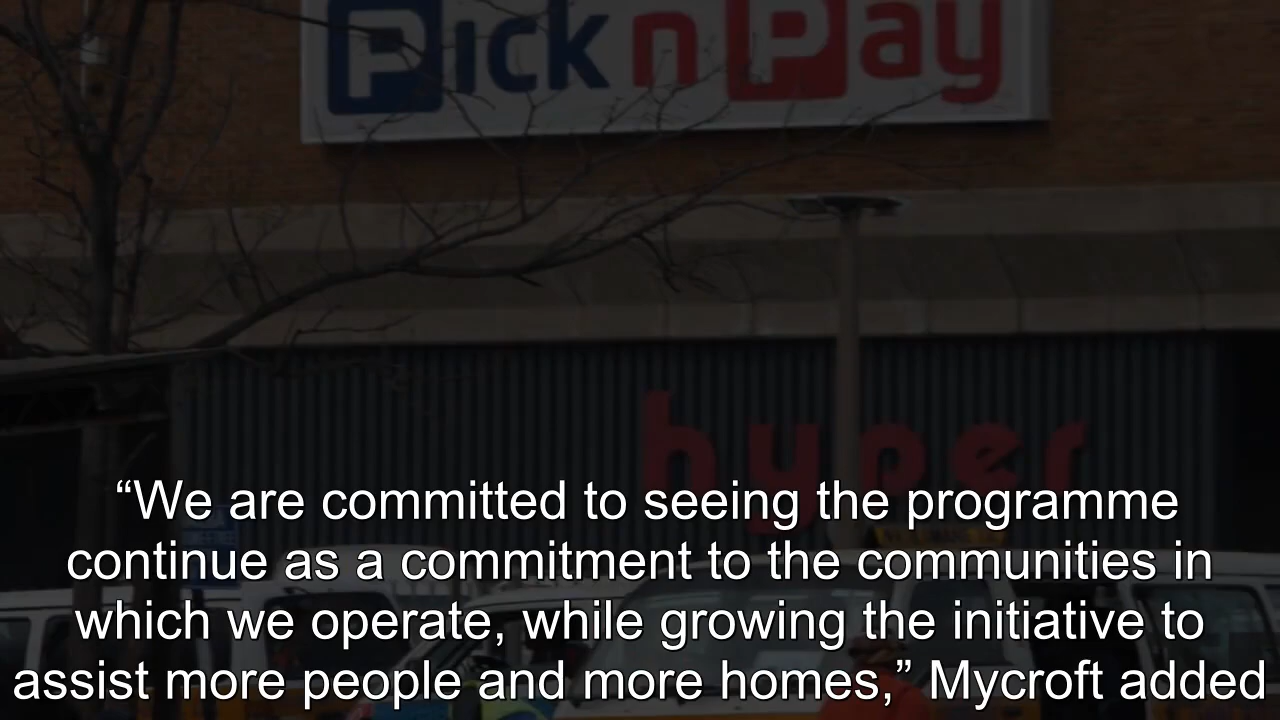 Pick n Pay
hyper
“We are committed to seeing the programme
continue as a commitment to the communities in
which we operate, while growing the initiative to
assist more people and more homes,” Mycroft added